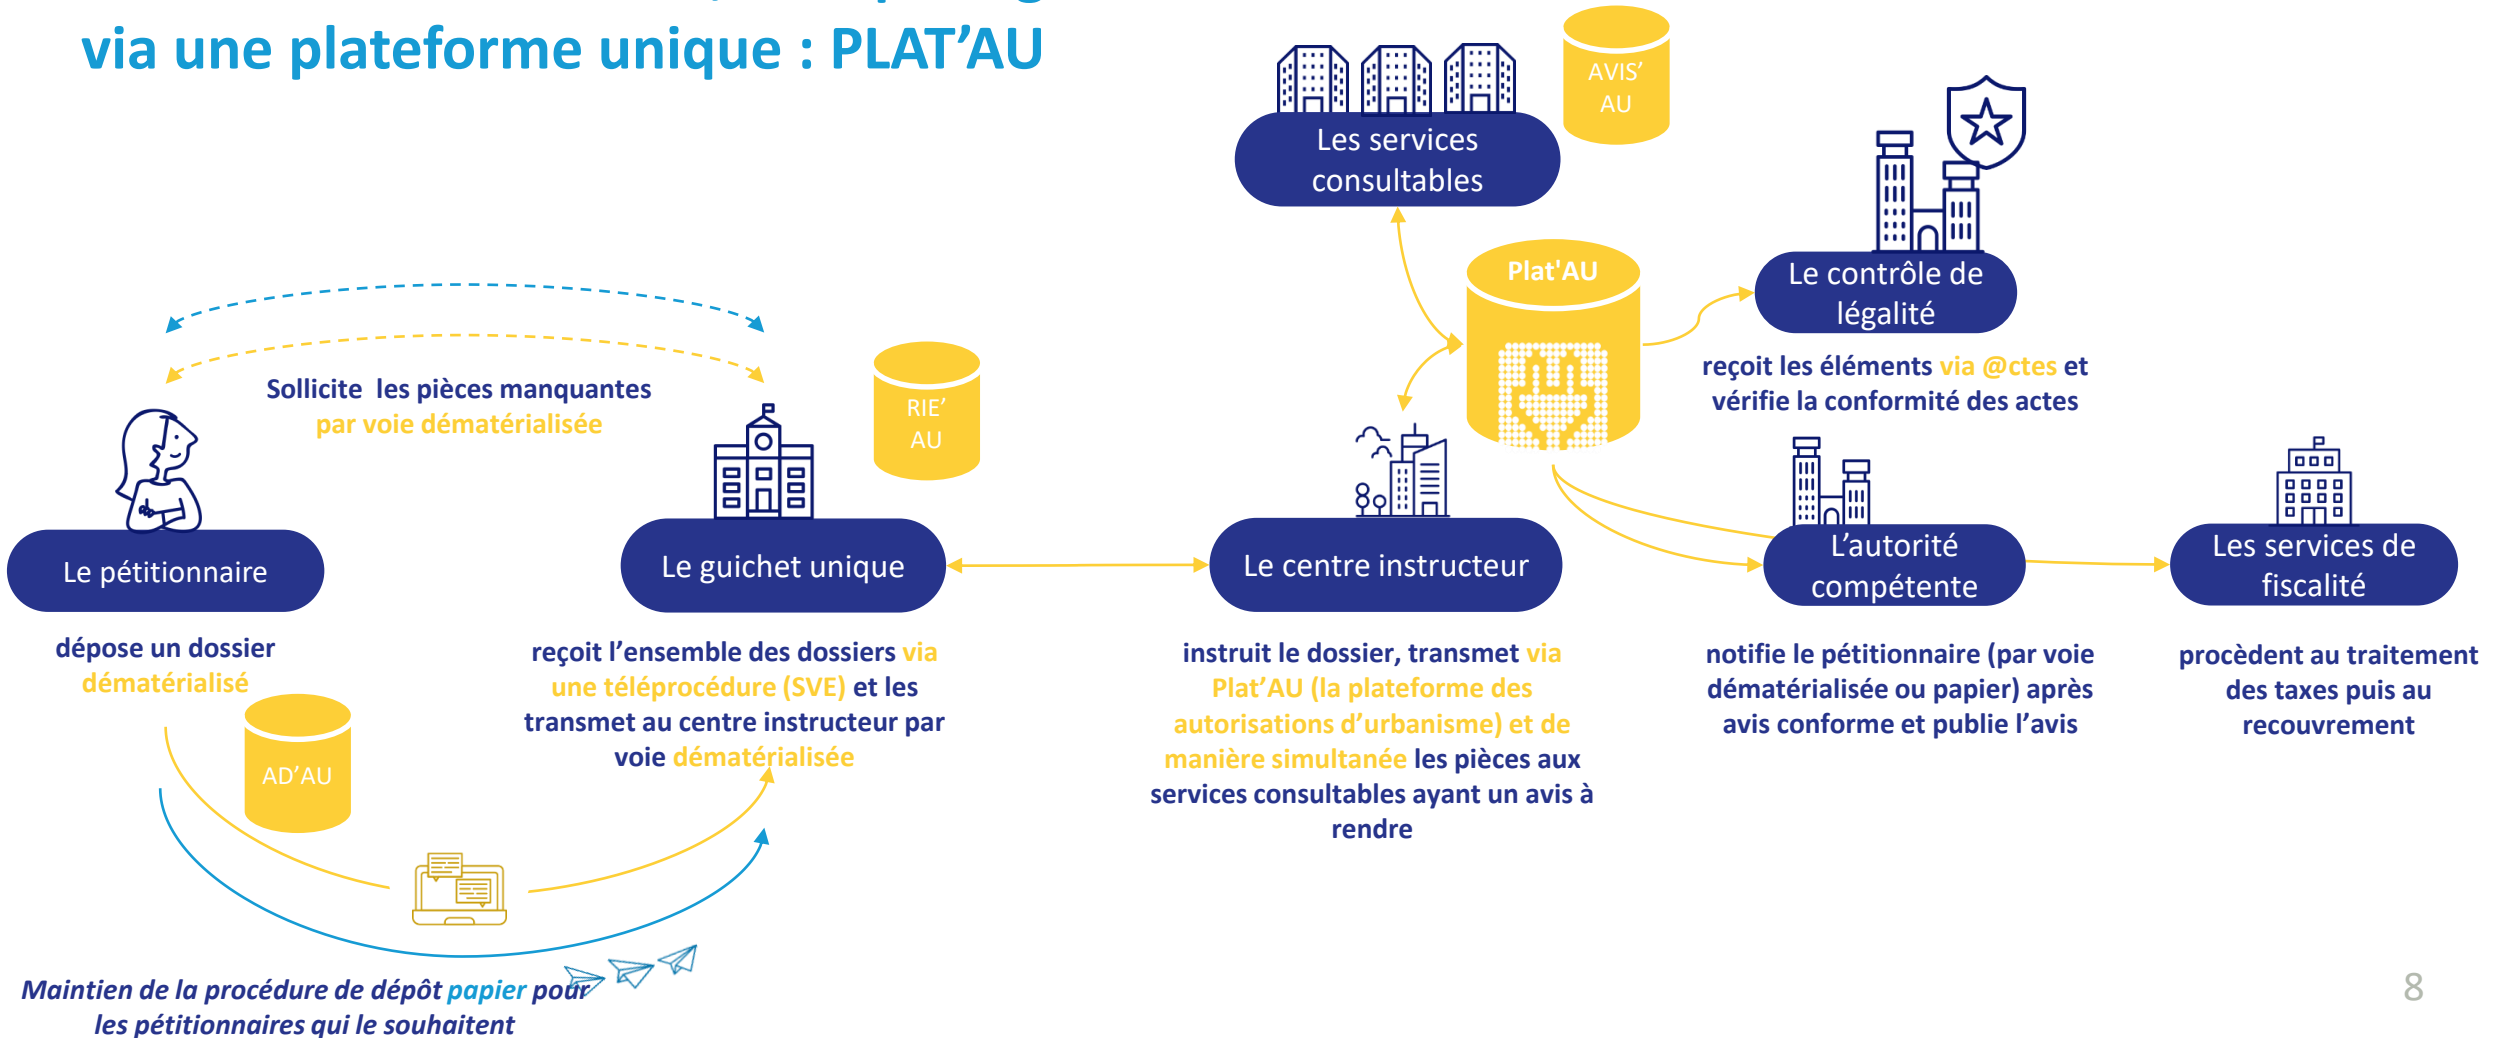 via une plateforme unique : PLAT'AU
AVIS'
AU
Les services
consultables
Plat'AU
Le contrôle de
légalité
reçoit les éléments via @ctes et
vérifie la conformité des actes
Sollicite les pièces manquantes
par voie dématérialisée
RIE'
AU
Le pétitionnaire
dépose un dossier
dématérialisé
AD'AU
Le guichet unique
reçoit l'ensemble des dossiers via
une téléprocédure (SVE) et les
transmet au centre instructeur par
voie dématérialisée
Le centre instructeur
instruit le dossier, transmet via
Plat'AU (la plateforme des
autorisations d'urbanisme) et de
manière simultanée les pièces aux
services consultables ayant un avis à
rendre
L'autorité
compétente
notifie le pétitionnaire (par voie
dématérialisée ou papier) après
avis conforme et publie l'avis
Les services de
fiscalité
procèdent au traitement
des taxes puis au
recouvrement
Maintien de la procédure de dépôt papier pour
les pétitionnaires qui le souhaitent
8